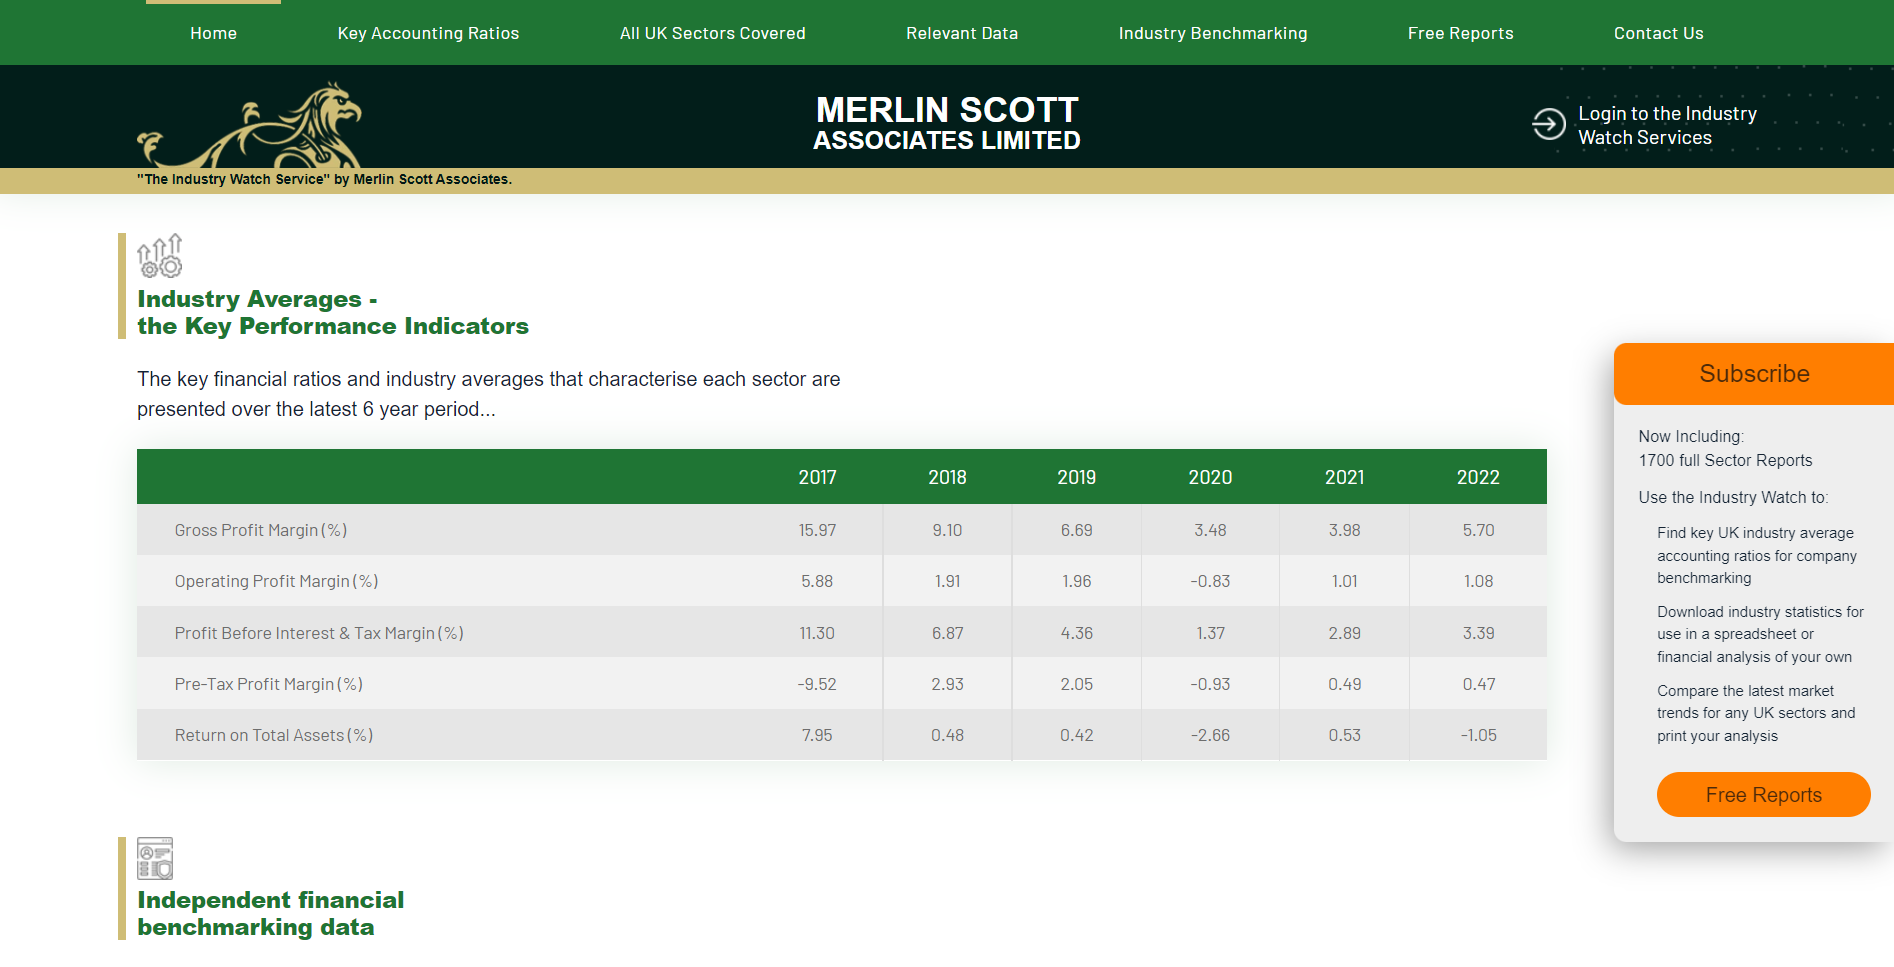 Home Key Accounting Ratios All UK Sectors Covered Relevant Data Industry Benchmarking Free Reports Contact Us
MERLIN SCOTT
ASSOCIATES LIMITED
Login to the Industry
Watch Services
"The Industry Watch Service" by Merlin Scott Associates.
Industry Averages -
the Key Performance Indicators
The key financial ratios and industry averages that characterise each sector are
presented over the latest 6 year period...
2017 2018 2019 2020 2021 2022
Gross Profit Margin (%) 15.97 9.10 6.69 3.48 3.98 5.70
Operating Profit Margin (%) 5.88 1.91 1.96 -0.83 1.01 1.08
Profit Before Interest & Tax Margin (%) 11.30 6.87 4.36 1.37 2.89 3.39
Pre-Tax Profit Margin (%) -9.52 2.93 2.05 -0.93 0.49 0.47
Return on Total Assets (%) 7.95 0.48 0.42 -2.66 0.53 -1.05
Independent financial
benchmarking data
Subscribe
Now Including:
1700 full Sector Reports
Use the Industry Watch to:
Find key UK industry average
accounting ratios for company
benchmarking
Download industry statistics for
use in a spreadsheet or
financial analysis of your own
Compare the latest market
trends for any UK sectors and
print your analysis
Free Reports